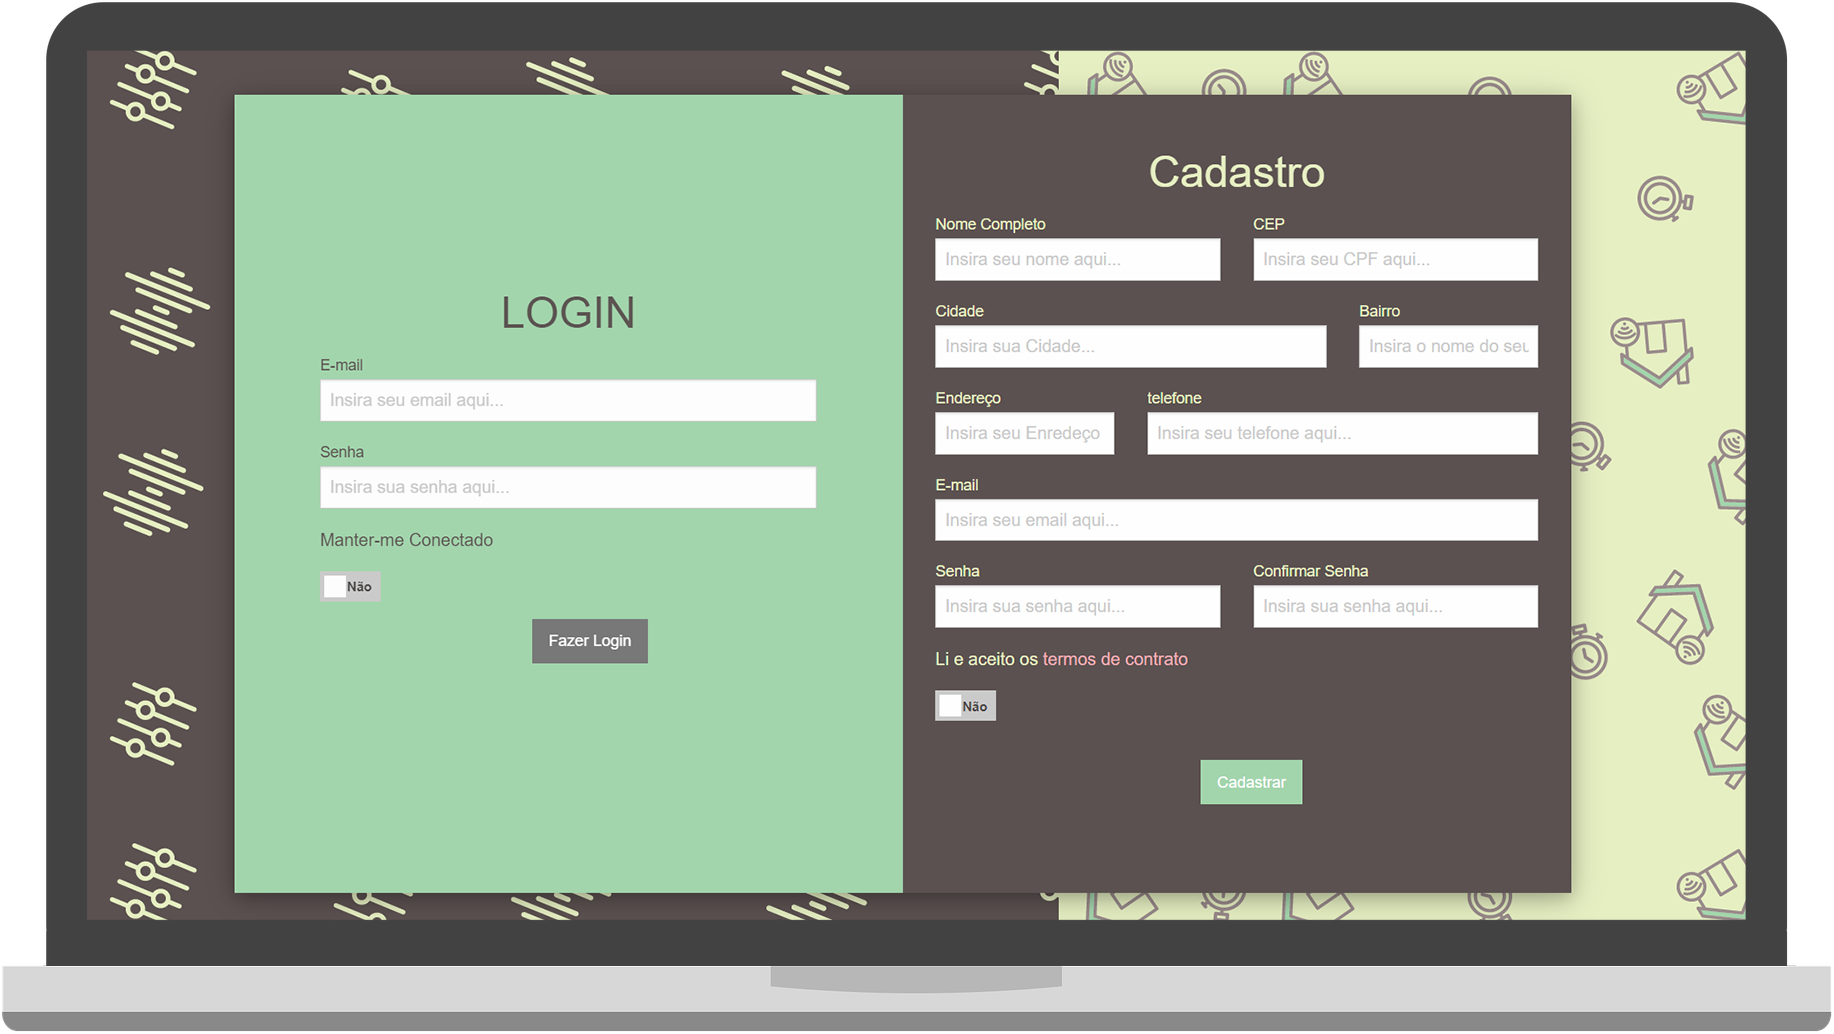 LOGIN
E-mail
Insira seu email aqui...
Senha
Insira sua senha aqui...
Manter-me Conectado
Não
Fazer Login
Cadastro
Nome Completo CEP
Insira seu nome aqui... Insira seu CPF aqui...
Cidade Bairro
Insira sua Cidade... Insira o nome do seu
Endereço telefone
Insira seu Enredeço Insira seu telefone aqui...
E-mail
Insira seu email aqui...
Senha Confirmar Senha
Insira sua senha aqui... Insira sua senha aqui...
Li e aceito os termos de contrato
Não
Cadastrar